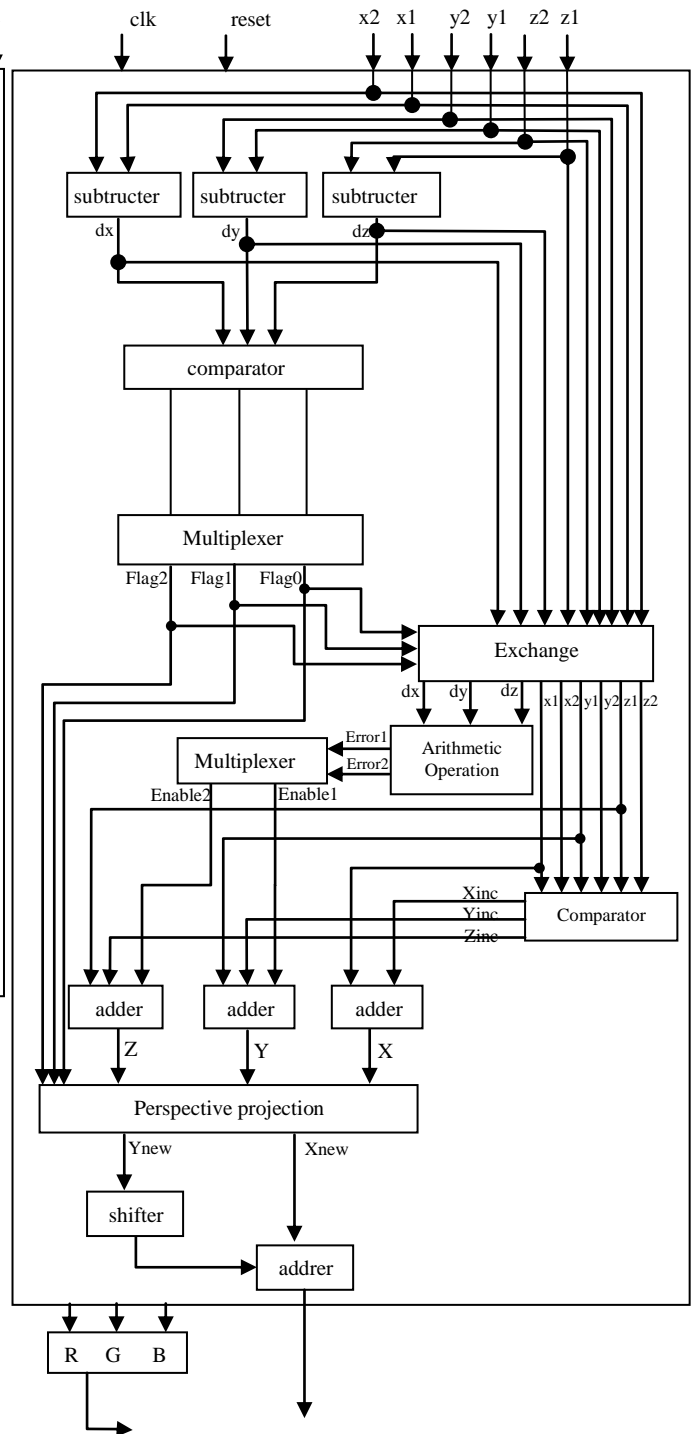 clk reset x2 x1 y2 y1 z2 z1
subtructer subtructer subtructer
dx dy dz
comparator
Multiplexer
Flag2 Flag1 Flag0
Exchange
dx dy dz x1 x2 y1 y2 z1 z2
Multiplexer Error1 Arithmetic
Error2 Operation
Enable2 Enable1
Xinc
Yinc Comparator
Zinc
adder adder adder
Z Y X
Perspective projection
Ynew Xnew
shifter
addrer
R G B